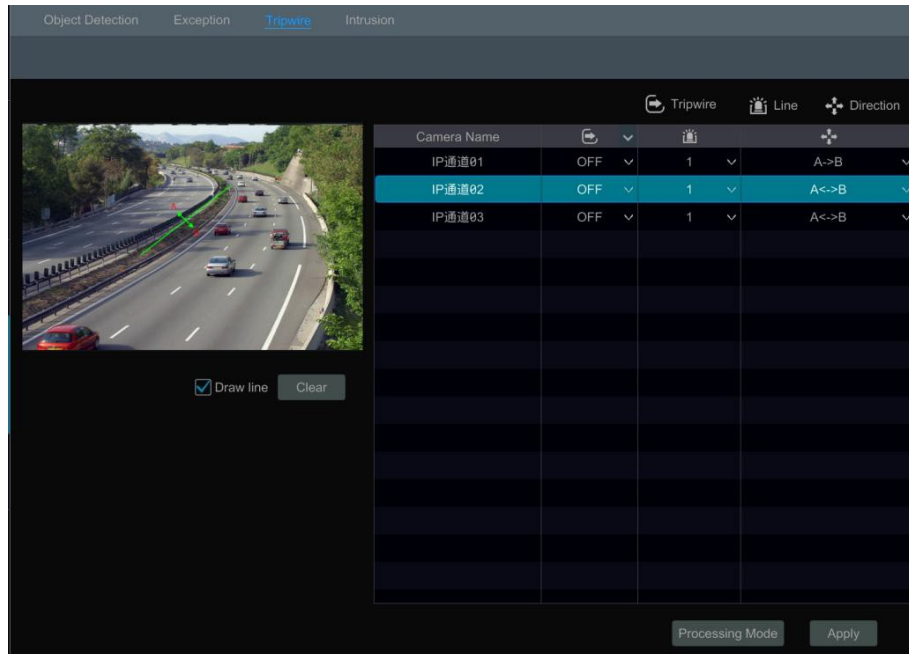 Object Detection Exception Tripwire Intrusion
Tripwire Line Direction
Camera Name
IP通道01 OFF 1 A->B
IP通道02 OFF 1 A<->B
IP通道03 OFF 1 A<->B
A
Draw line Clear
Processing Mode Apply